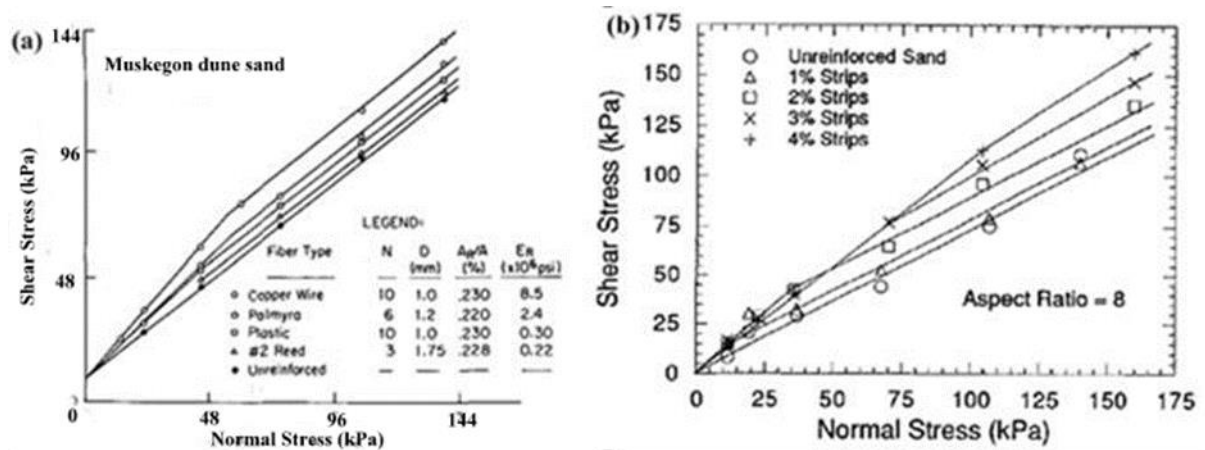 (a)
144
96
48
2
0
48
96
144
Shear Stress (kPa)
Normal Stress (kPa)
Muskegon dune sand
LEGEND:
Fiber Type N D (mm) AR/A (%) ER (x10⁶psi)
Copper Wire 10 1.0 .230 8.5
Palmyra 6 1.2 .220 2.4
Plastic 10 1.0 .230 0.30
#2 Reed 3 1.75 .228 0.22
Unreinforced — — — —
(b)
175
150
125
100
75
50
25
0
0 25 50 75 100 125 150 175
Shear Stress (kPa)
Normal Stress (kPa)
Unreinforced Sand
1% Strips
2% Strips
3% Strips
4% Strips
Aspect Ratio = 8